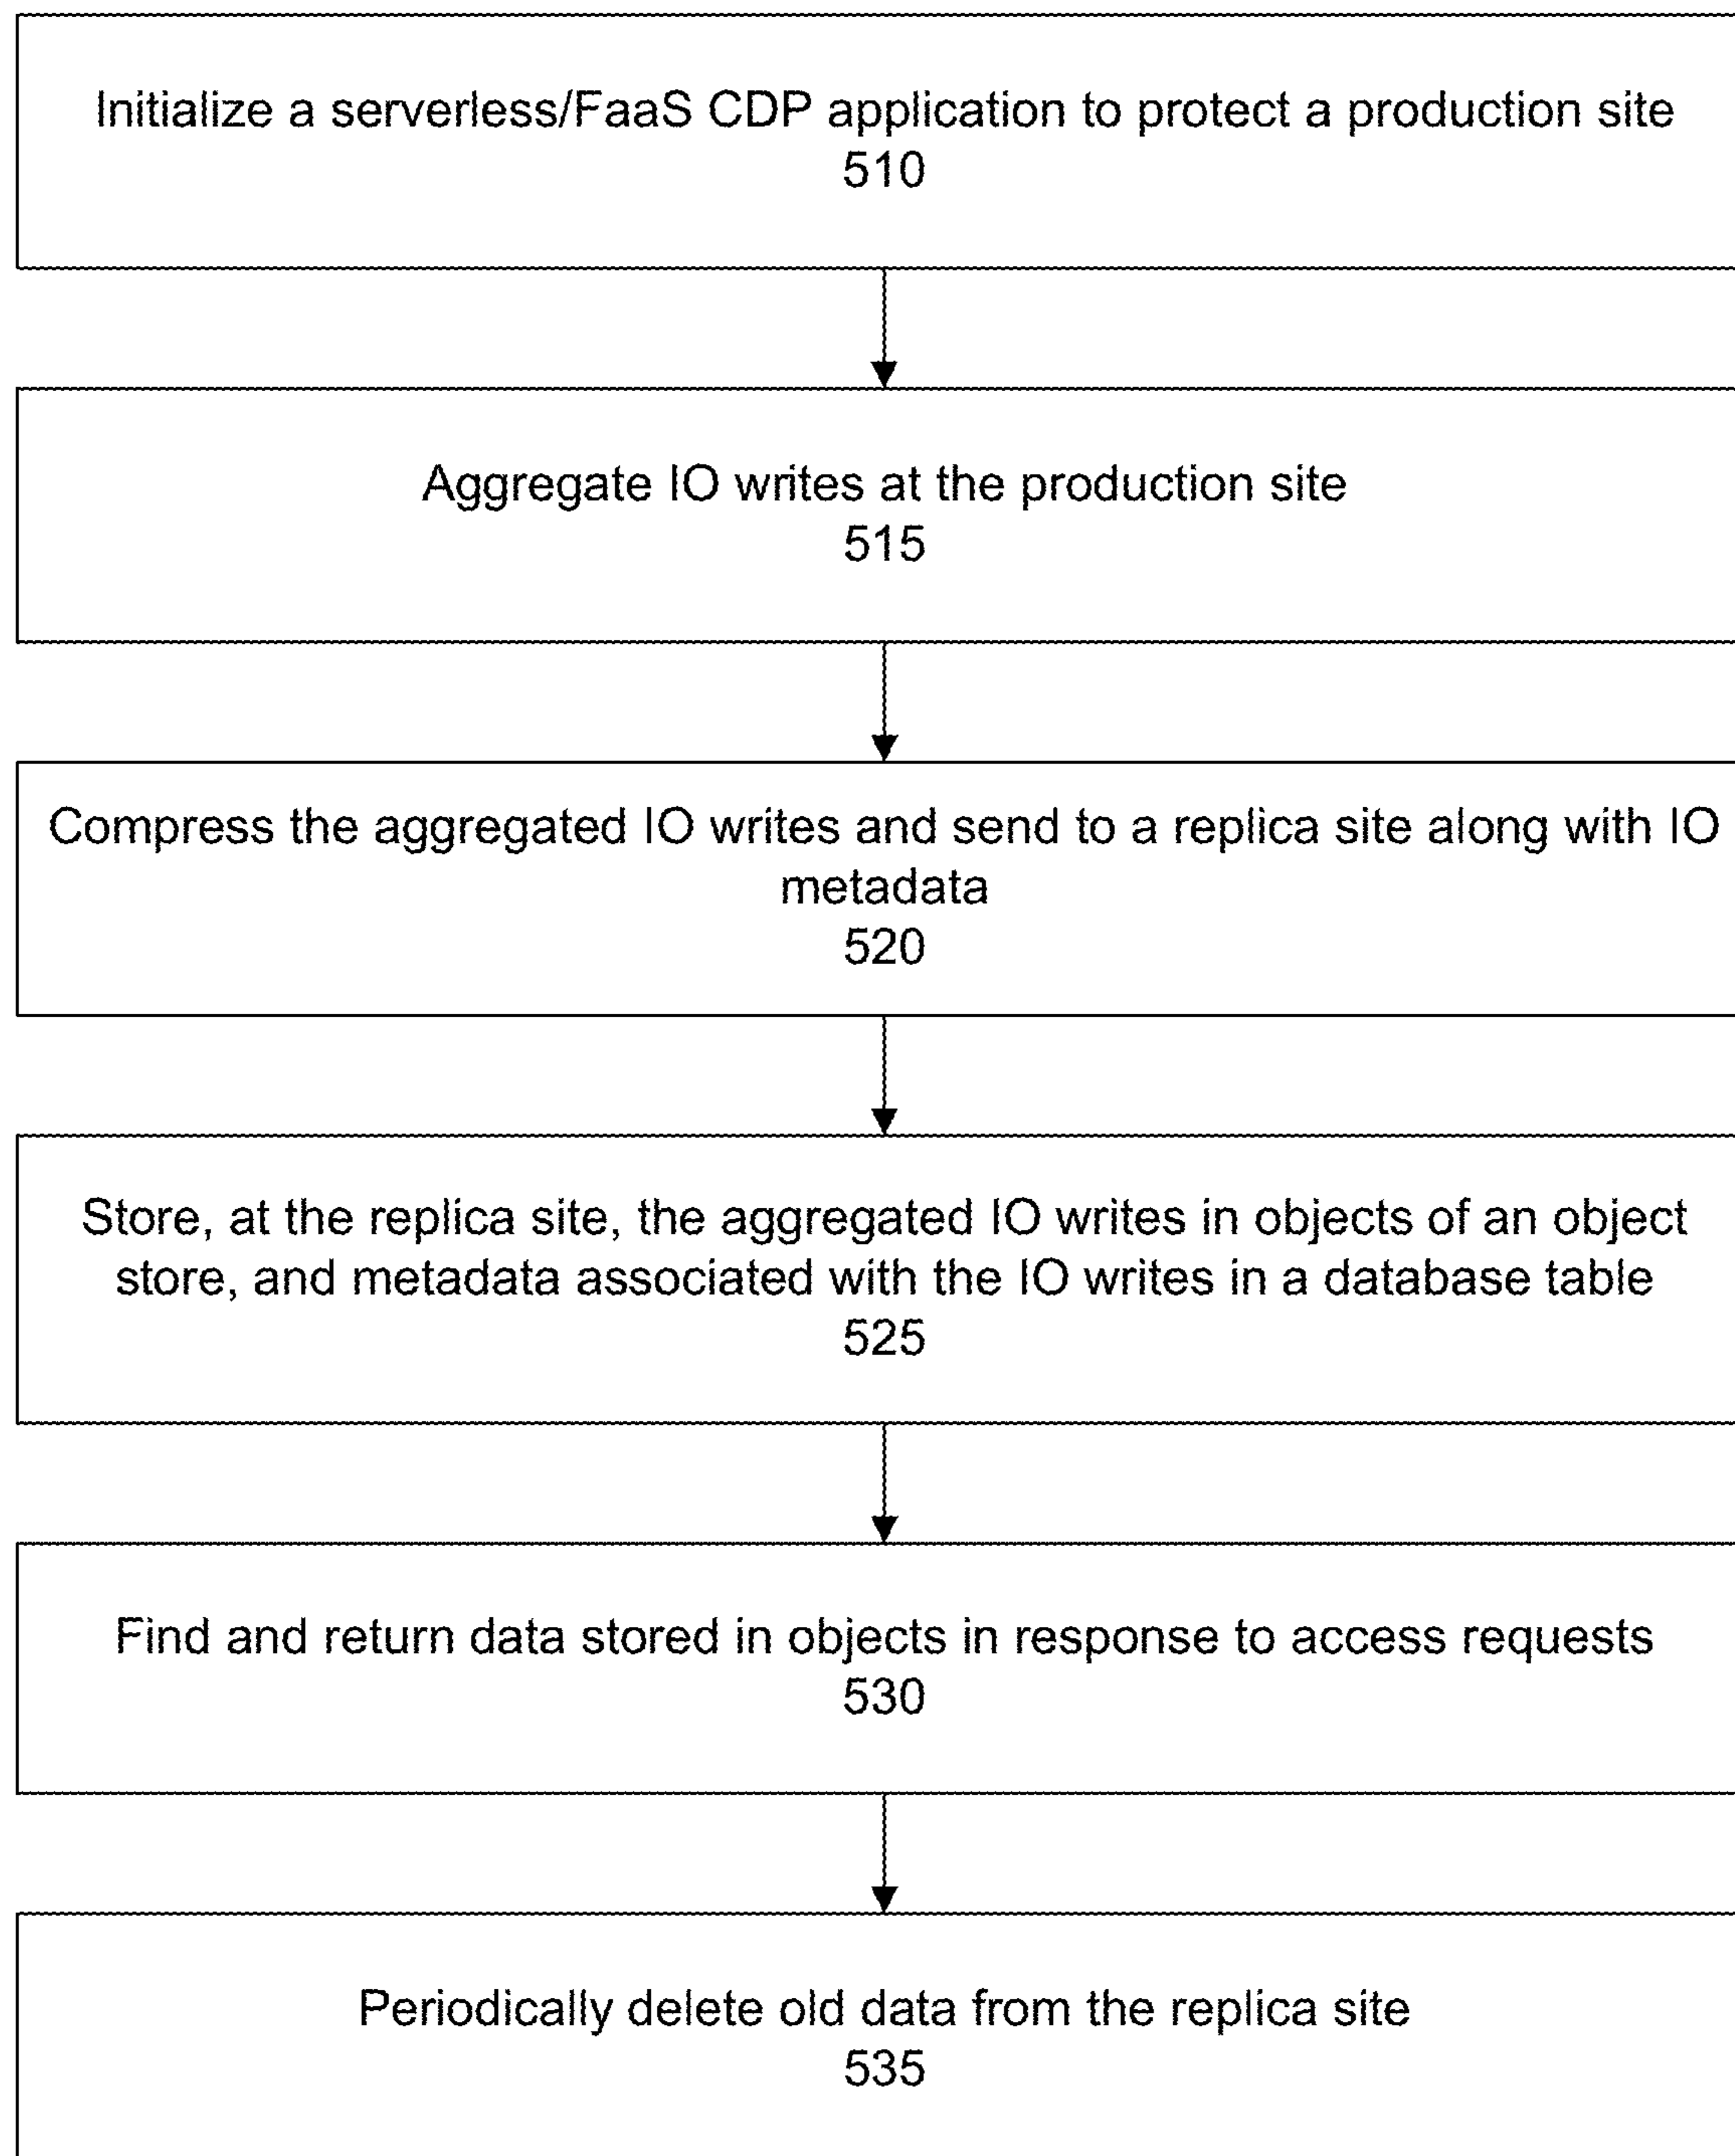 Initialize a serverless/FaaS CDP application to protect a production site
510
Aggregate IO writes at the production site
515
Compress the aggregated IO writes and send to a replica site along with IO
metadata
520
Store, at the replica site, the aggregated IO writes in objects of an object
store, and metadata associated with the IO writes in a database table
525
Find and return data stored in objects in response to access requests
530
Periodically delete old data from the replica site
535